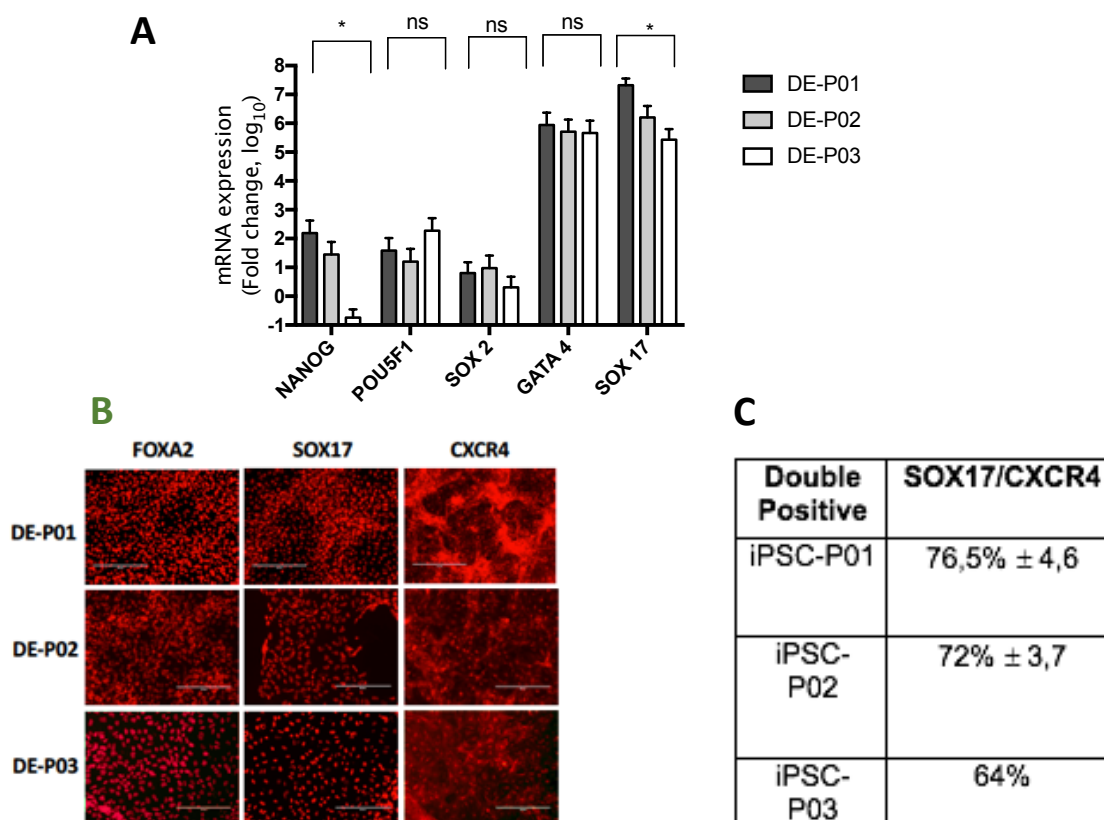 A
* ns ns ns *
mRNA expression
(Fold change, log10)
8
7
6
5
4
3
2
1
0
-1
NANOG
POU5F1
SOX 2
GATA 4
SOX 17
DE-P01
DE-P02
DE-P03
B
FOXA2 SOX17 CXCR4
DE-P01
DE-P02
DE-P03
C
Double SOX17/CXCR4
Positive
iPSC-P01 76,5% ± 4,6
iPSC- 72% ± 3,7
P02
iPSC- 64%
P03